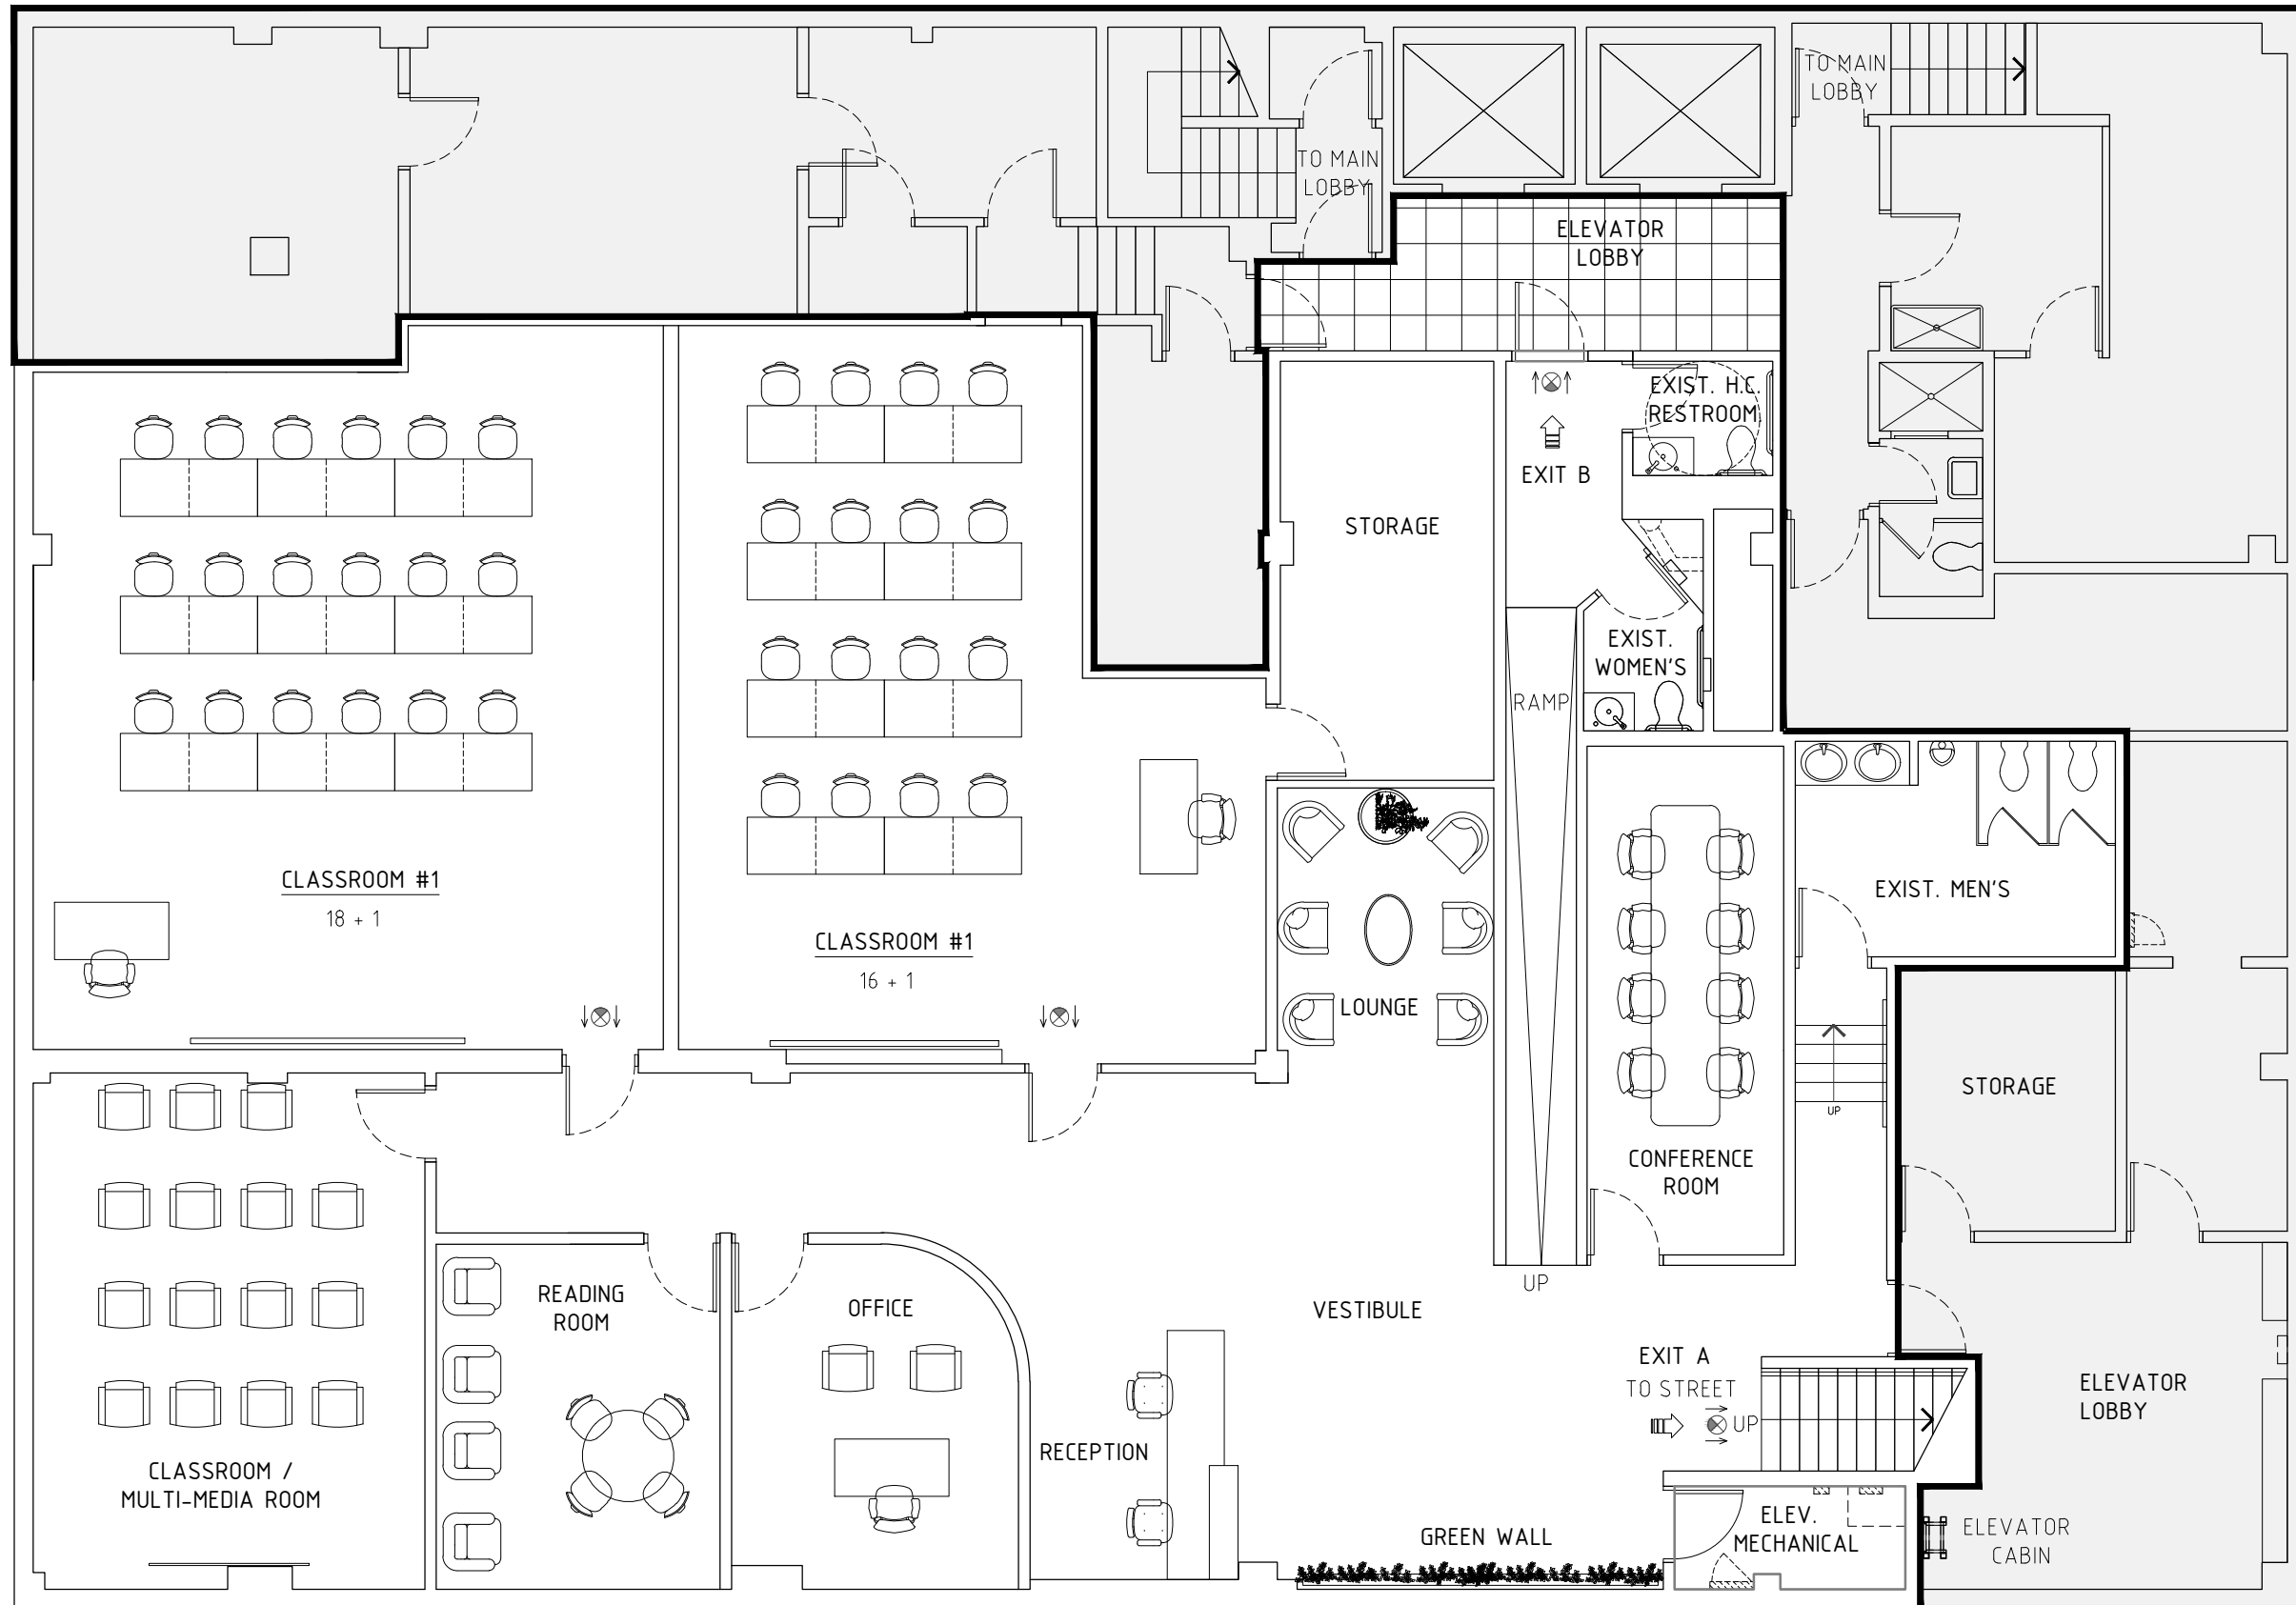 TO MAIN
LOBBY
TO MAIN
LOBBY
ELEVATOR
LOBBY
EXIST. H.C.
RESTROOM
EXIT B
STORAGE
EXIST.
WOMEN'S
RAMP
CLASSROOM #1
18 + 1
CLASSROOM #1
16 + 1
EXIST. MEN'S
LOUNGE
STORAGE
UP
CONFERENCE
ROOM
UP
READING
ROOM
OFFICE
VESTIBULE
EXIT A
TO STREET
UP
ELEVATOR
LOBBY
RECEPTION
CLASSROOM /
MULTI-MEDIA ROOM
GREEN WALL
ELEV.
MECHANICAL
ELEVATOR
CABIN